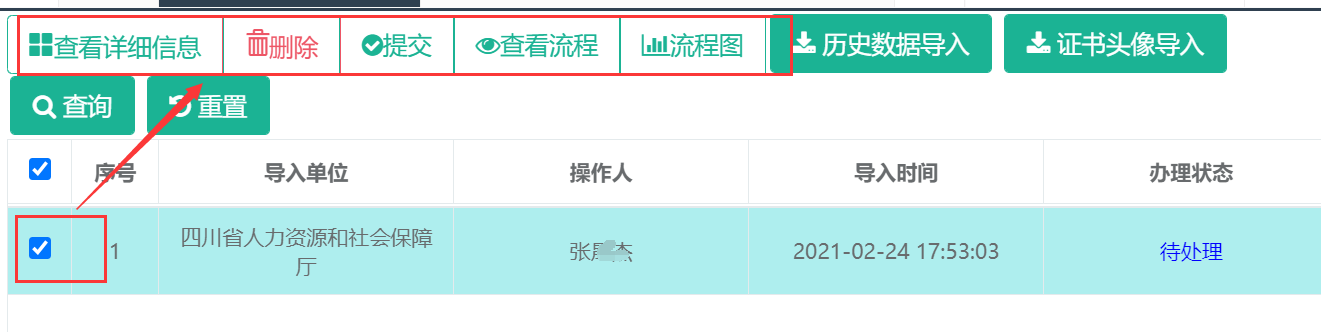 查看详细信息 删除 提交 查看流程 流程图 历史数据导入 证书头像导入
查询 重置
序号 导入单位 操作人 导入时间 办理状态
1 四川省人力资源和社会保障厅 张 杰 2021-02-24 17:53:03 待处理